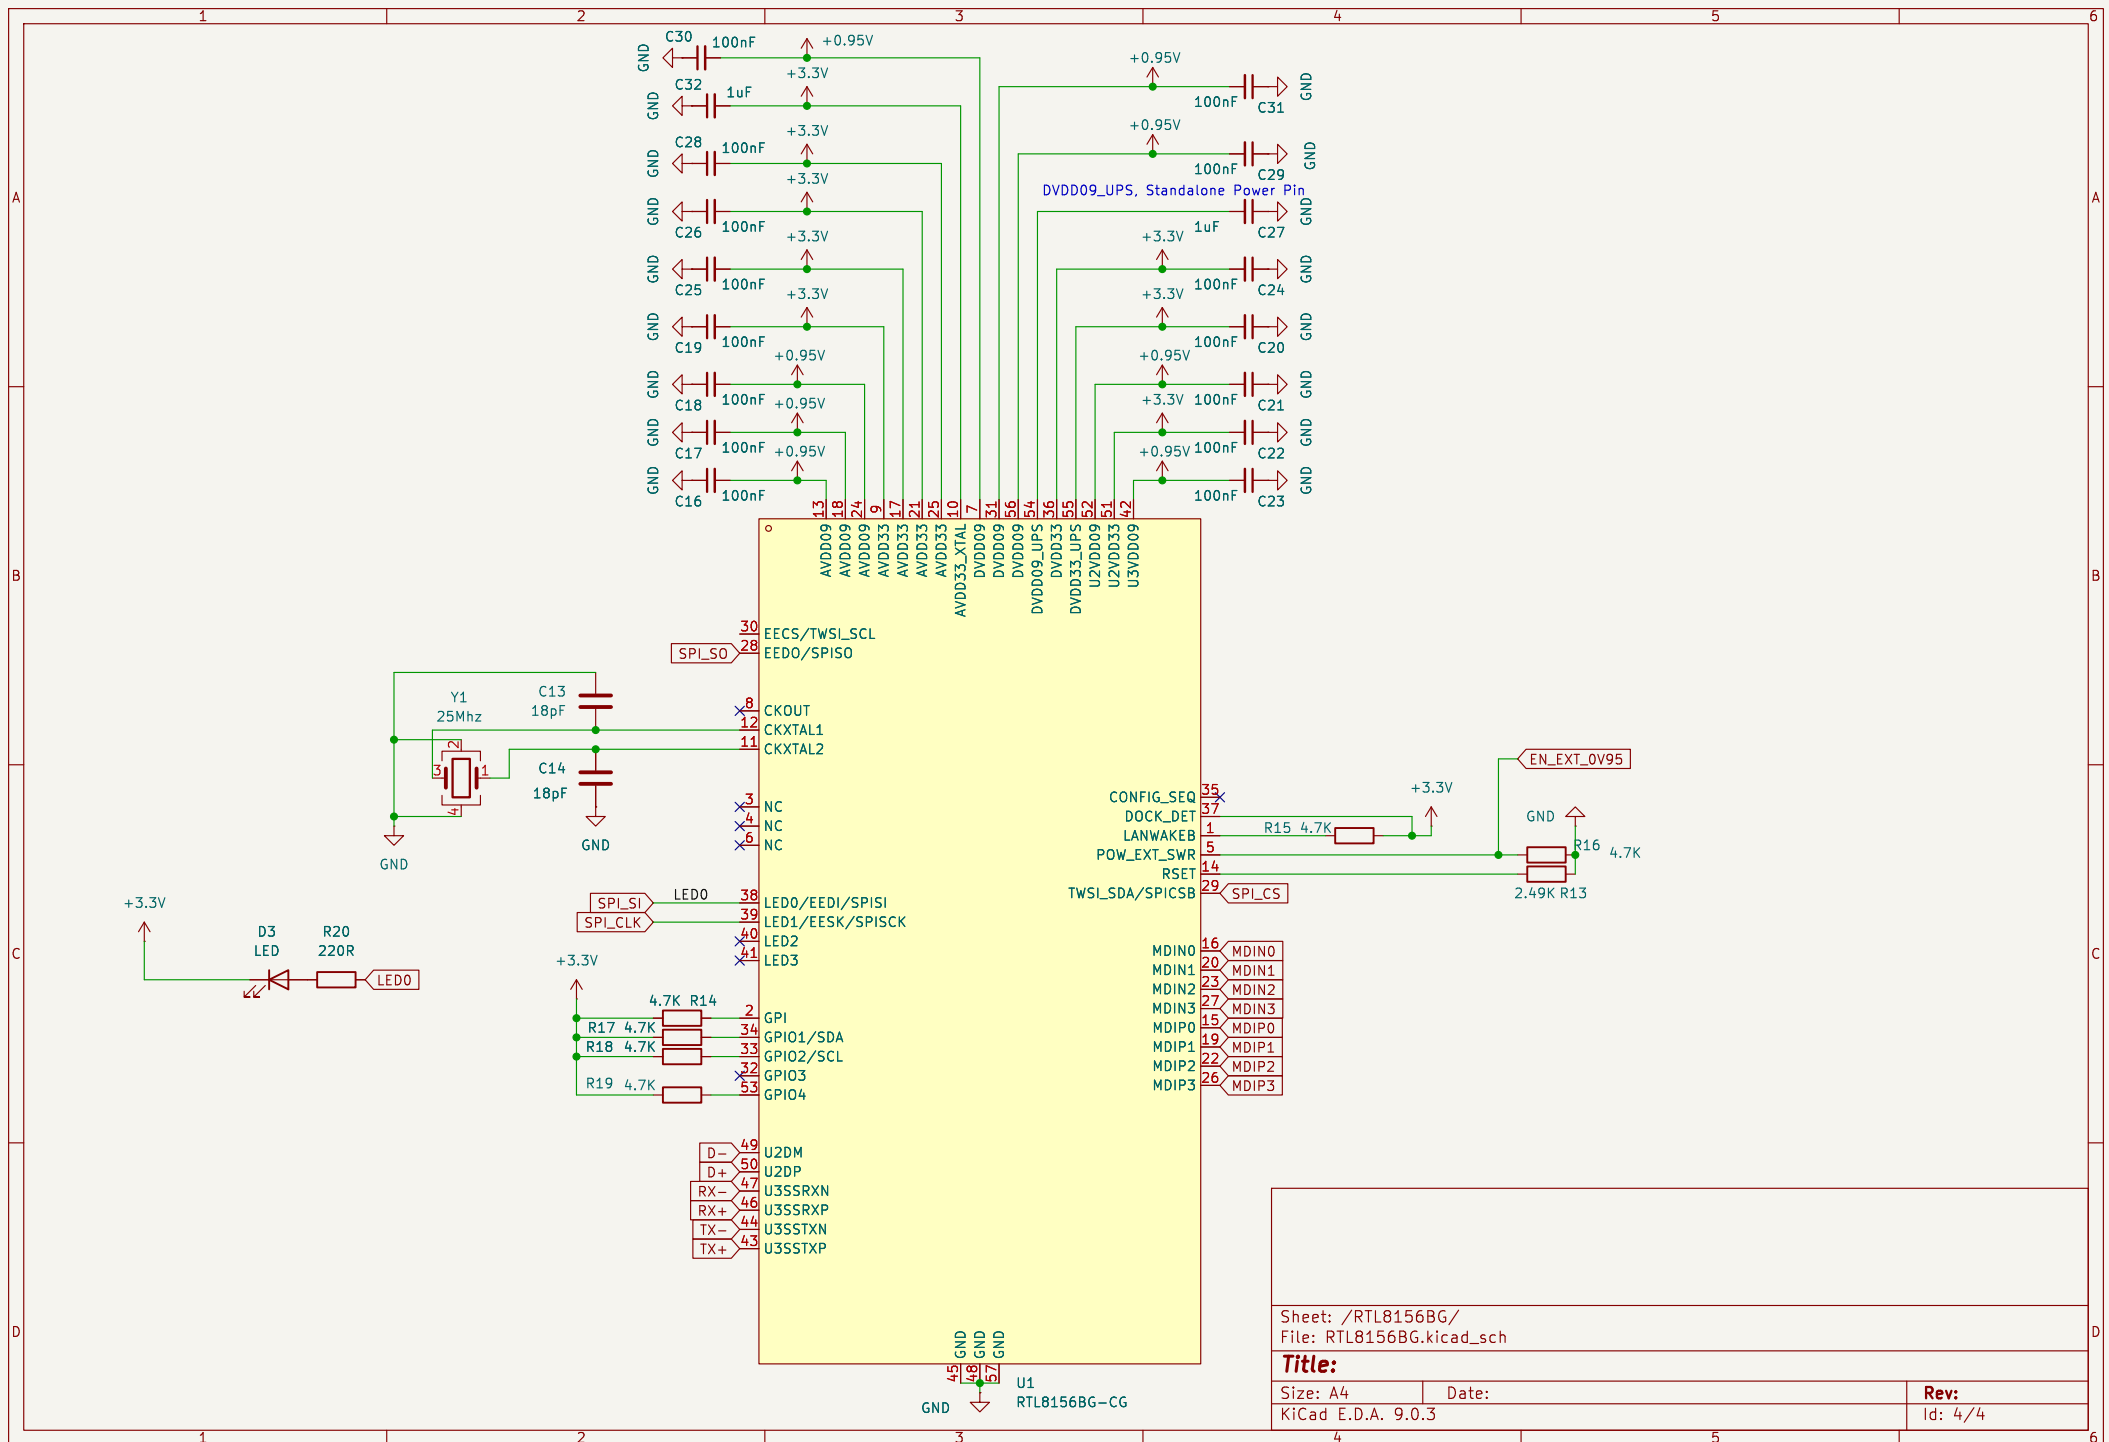 1 2 3 4 5 6
A A
B B
C C
D D
C30 100nF +0.95V GND
+3.3V
C32 1uF GND
+3.3V
C28 100nF GND
+3.3V
GND C26 100nF
+3.3V
GND C25 100nF
+3.3V
GND C19 100nF
+0.95V
GND C18 100nF
+0.95V
GND C17 100nF
+0.95V
GND C16 100nF
+0.95V
100nF C31 GND
+0.95V
100nF C29 GND
DVDD09_UPS, Standalone Power Pin
1uF C27 GND
+3.3V
100nF C24 GND
+3.3V
100nF C20 GND
+0.95V
100nF C21 GND
+3.3V
100nF C22 GND
+0.95V
100nF C23 GND
13 AVDD09
18 AVDD09
24 AVDD09
9 AVDD33
17 AVDD33
21 AVDD33
25 AVDD33
10 AVDD33_XTAL
7 DVDD09
31 DVDD09
56 DVDD09
54 DVDD09_UPS
36 DVDD33
55 DVDD33_UPS
52 U2VDD09
51 U2VDD33
42 U3VDD09
30 EECS/TWSI_SCL
SPI_SO 28 EEDO/SPISO
8 CKOUT
12 CKXTAL1
11 CKXTAL2
C13
18pF
Y1
25Mhz
2
3 1
4
C14
18pF
GND
GND
3 NC
4 NC
6 NC
SPI_SI LED0 38 LED0/EEDI/SPISI
SPI_CLK 39 LED1/EESK/SPISCK
40 LED2
41 LED3
+3.3V
D3 R20
LED 220R
LED0
+3.3V
4.7K R14 2 GPI
R17 4.7K 34 GPIO1/SDA
R18 4.7K 33 GPIO2/SCL
32 GPIO3
R19 4.7K 53 GPIO4
D- 49 U2DM
D+ 50 U2DP
RX- 47 U3SSRXN
RX+ 46 U3SSRXP
TX- 44 U3SSTXN
TX+ 43 U3SSTXP
CONFIG_SEQ 35
DOCK_DET 37
LANWAKEB 1 R15 4.7K +3.3V
POW_EXT_SWR 5 R16 4.7K
EN_EXT_0V95
GND
RSET 14 2.49K R13
TWSI_SDA/SPICSB 29 SPI_CS
MDIN0 16 MDIN0
MDIN1 20 MDIN1
MDIN2 23 MDIN2
MDIN3 27 MDIN3
MDIP0 15 MDIP0
MDIP1 19 MDIP1
MDIP2 22 MDIP2
MDIP3 26 MDIP3
GND GND GND
45 48 57
GND
U1
RTL8156BG-CG
Sheet: /RTL8156BG/
File: RTL8156BG.kicad_sch
Title:
Size: A4 Date: Rev:
KiCad E.D.A. 9.0.3 Id: 4/4
1 2 3 4 5 6